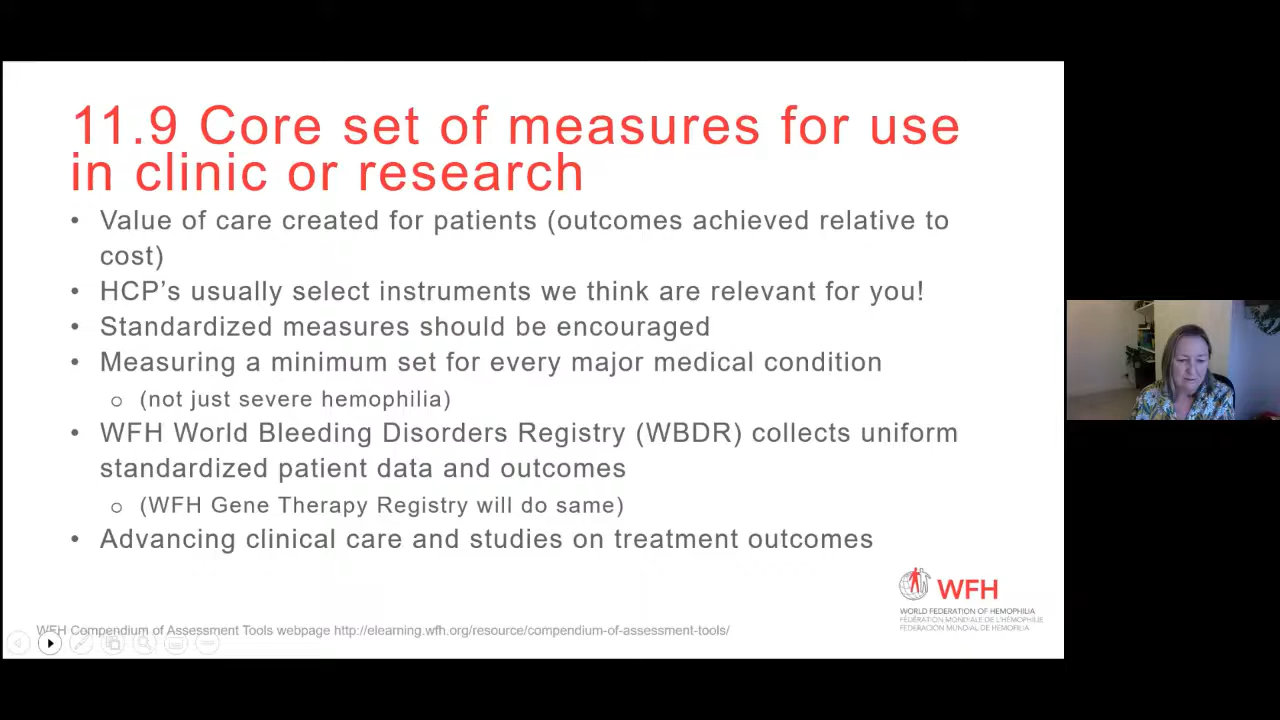 11.9 Core set of measures for use
in clinic or research
• Value of care created for patients (outcomes achieved relative to
cost)
• HCP's usually select instruments we think are relevant for you!
• Standardized measures should be encouraged
• Measuring a minimum set for every major medical condition
o (not just severe hemophilia)
• WFH World Bleeding Disorders Registry (WBDR) collects uniform
standardized patient data and outcomes
o (WFH Gene Therapy Registry will do same)
• Advancing clinical care and studies on treatment outcomes
WFH
WORLD FEDERATION OF HEMOPHILIA
FÉDÉRATION MONDIALE DE L'HÉMOPHILIE
FEDERACIÓN MUNDIAL DE HEMOFILIA
WFH Compendium of Assessment Tools webpage http://elearning.wfh.org/resource/compendium-of-assessment-tools/